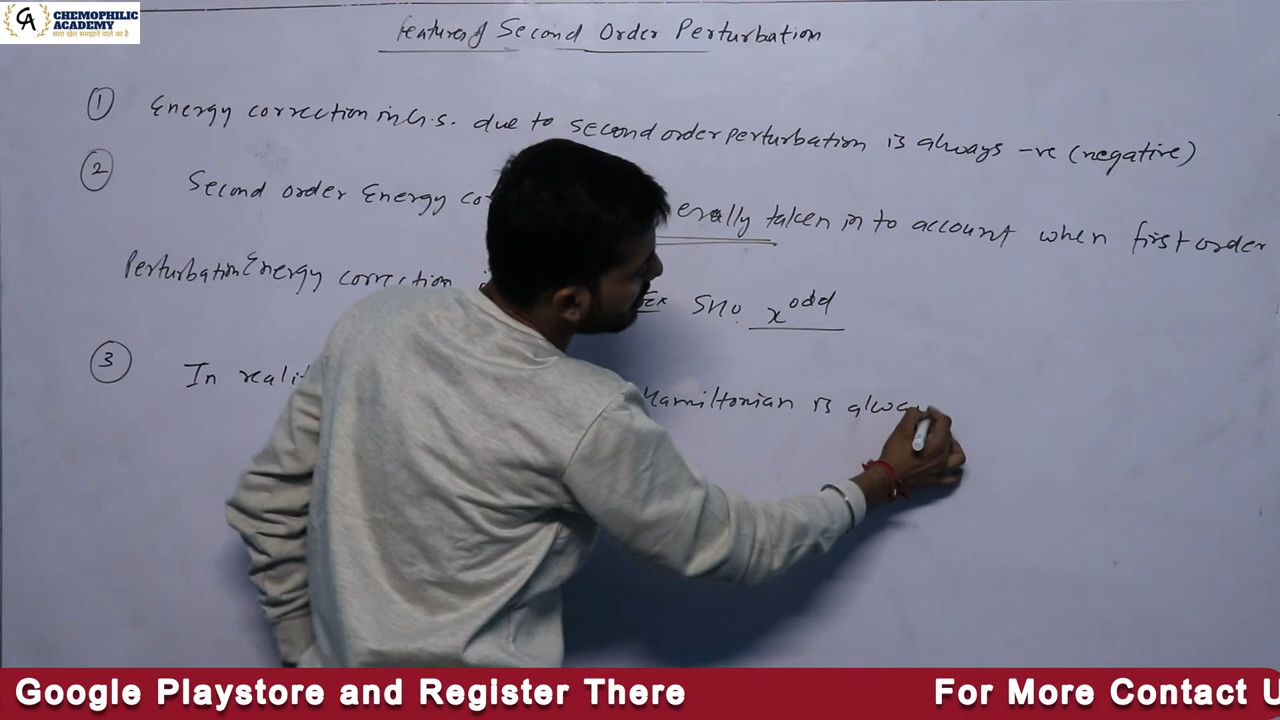 CHEMOPHILIC
ACADEMY
सारा खेल समझाने वाले का है
Features of Second Order Perturbation
① Energy correction in G.S. due to second order perturbation is always -ve (negative)
② Second order Energy co erally taken in to account when first order
Perturbation Energy correction Ex SHO x^odd
③ In reali Hamiltonian is alway
Google Playstore and Register There For More Contact U